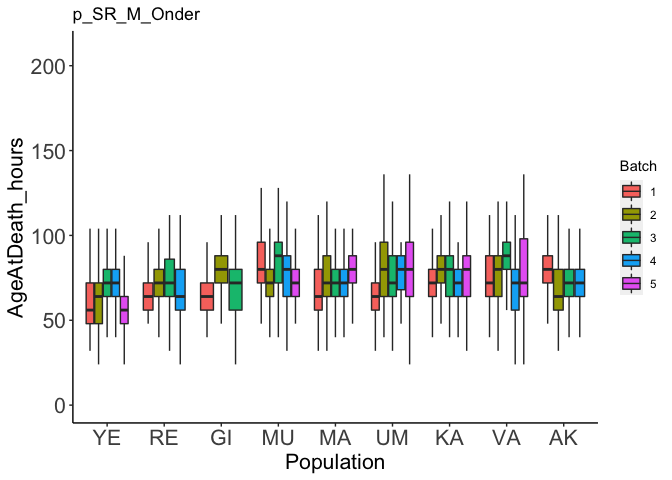 p_SR_M_Onder
AgeAtDeath_hours
200
150
100
50
0
YE RE GI MU MA UM KA VA AK
Population
Batch
1
2
3
4
5